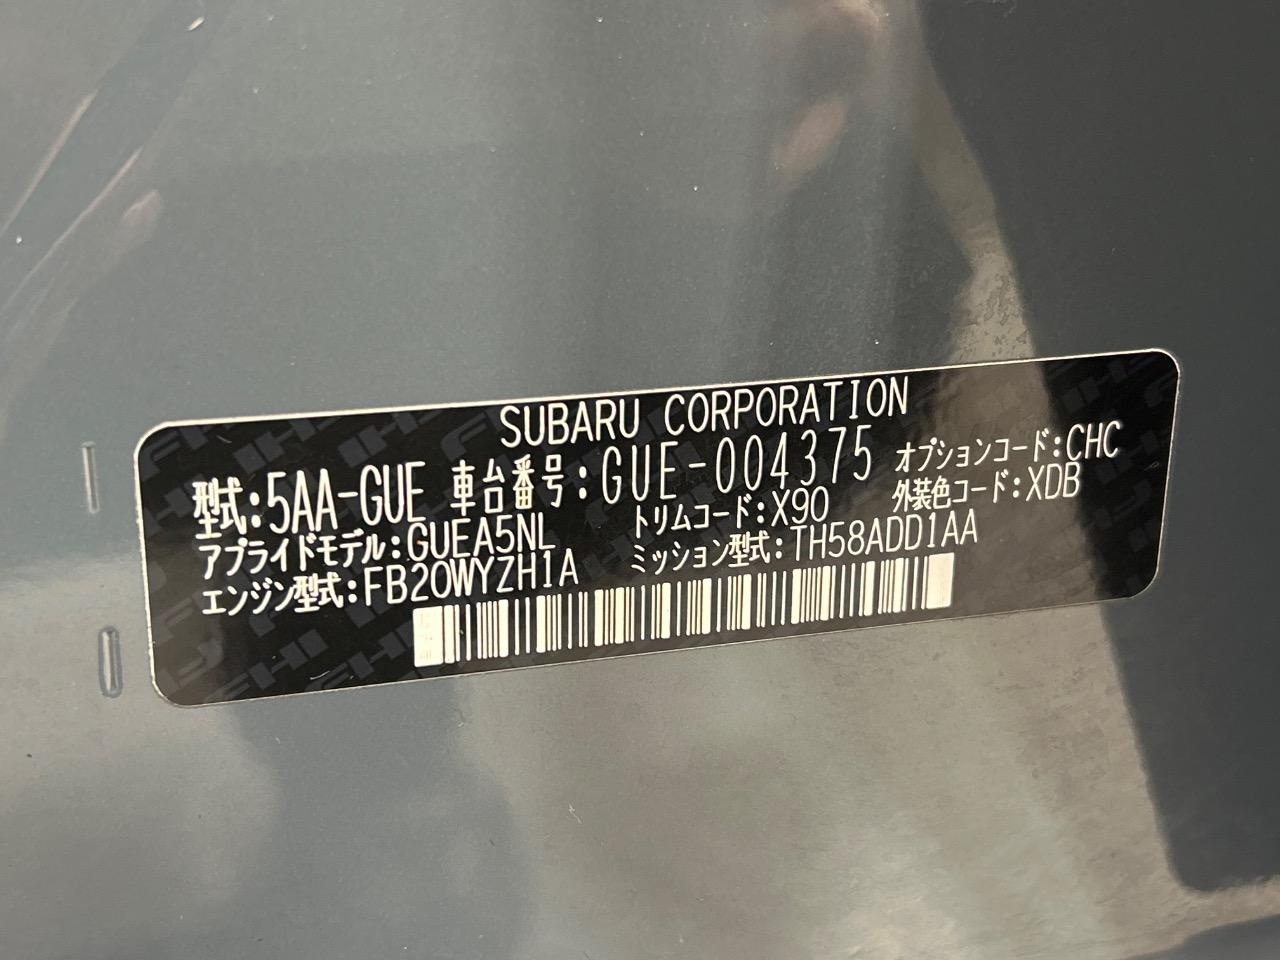 SUBARU CORPORATION
型式:5AA-GUE 車台番号:GUE-004375 オプションコード:CHC
アプライドモデル:GUEA5NL トリムコード:X90 外装色コード:XDB
エンジン型式:FB20WYZH1A ミッション型式:TH58ADD1AA